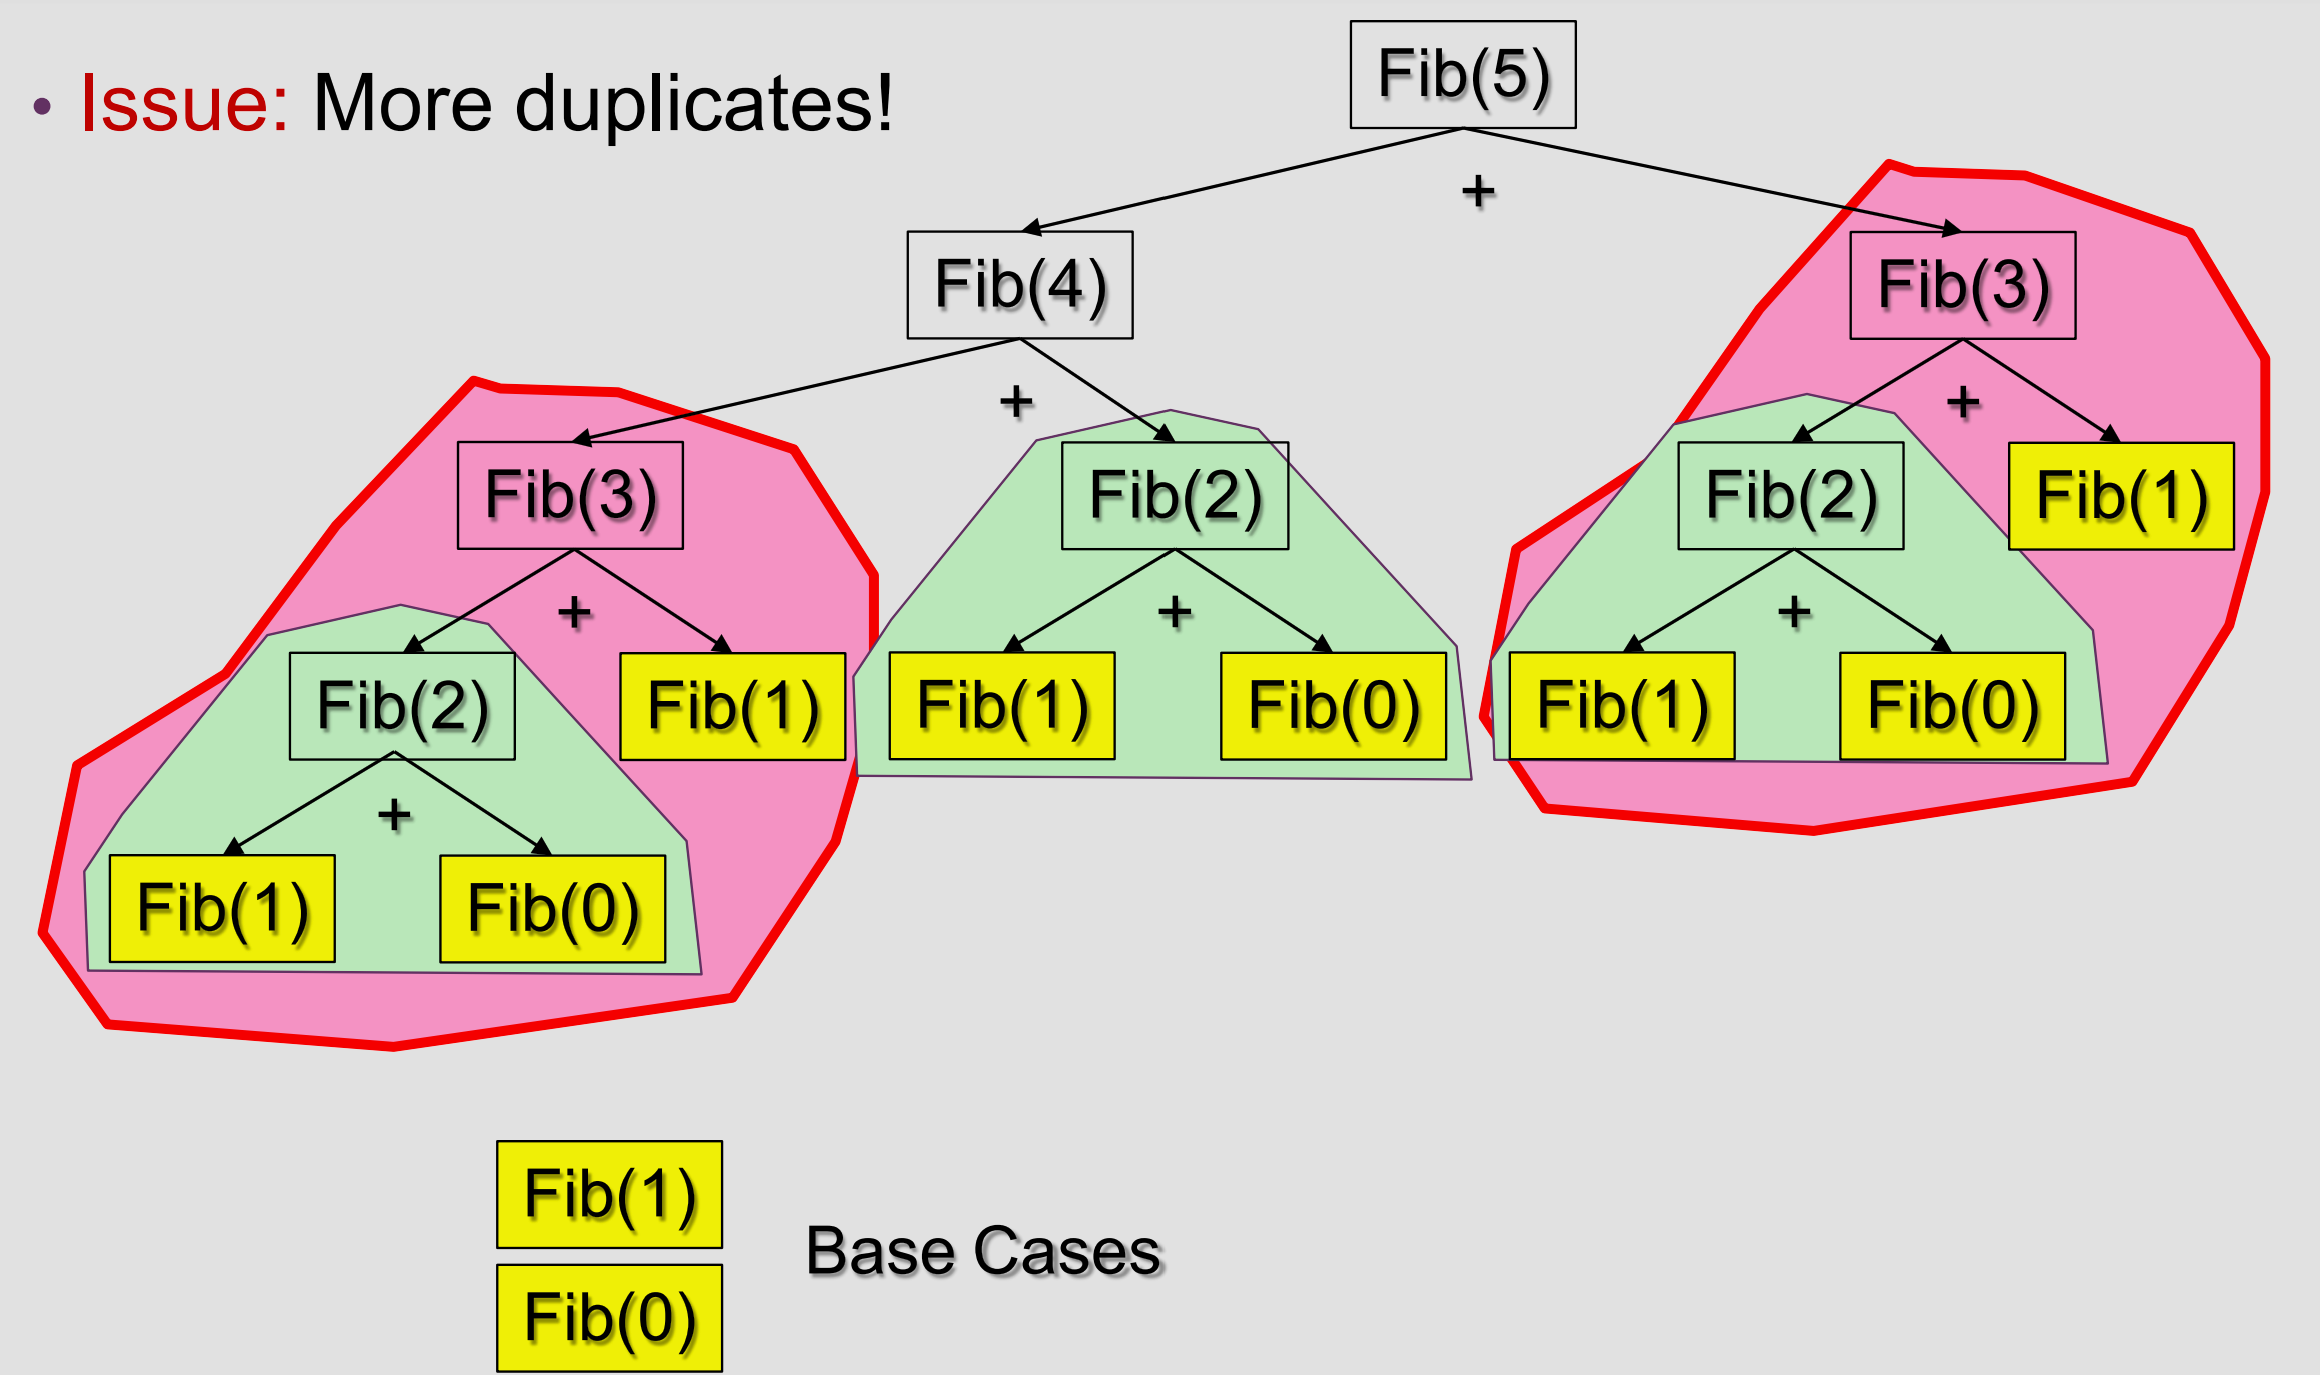 • Issue: More duplicates!
Fib(5)
+
Fib(4)
Fib(3)
+
+
Fib(3)
Fib(2)
Fib(2)
Fib(1)
+
+
+
Fib(2)
Fib(1)
Fib(1)
Fib(0)
Fib(1)
Fib(0)
+
Fib(1)
Fib(0)
Fib(1)
Base Cases
Fib(0)